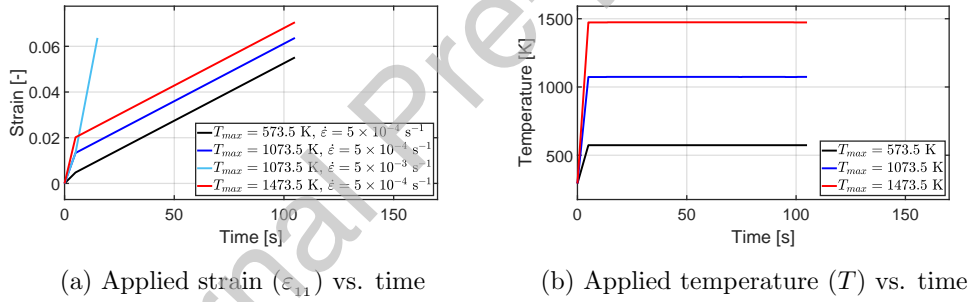 Strain [-]
0.06
0.04
0.02
0
0 50 100 150
Time [s]
T_max = 573.5 K, ε̇ = 5 × 10⁻⁴ s⁻¹
T_max = 1073.5 K, ε̇ = 5 × 10⁻⁴ s⁻¹
T_max = 1073.5 K, ε̇ = 5 × 10⁻³ s⁻¹
T_max = 1473.5 K, ε̇ = 5 × 10⁻⁴ s⁻¹
(a) Applied strain (ε₁₁) vs. time
Temperature [K]
1500
1000
500
0 50 100 150
Time [s]
T_max = 573.5 K
T_max = 1073.5 K
T_max = 1473.5 K
(b) Applied temperature (T) vs. time
rnal Pre-